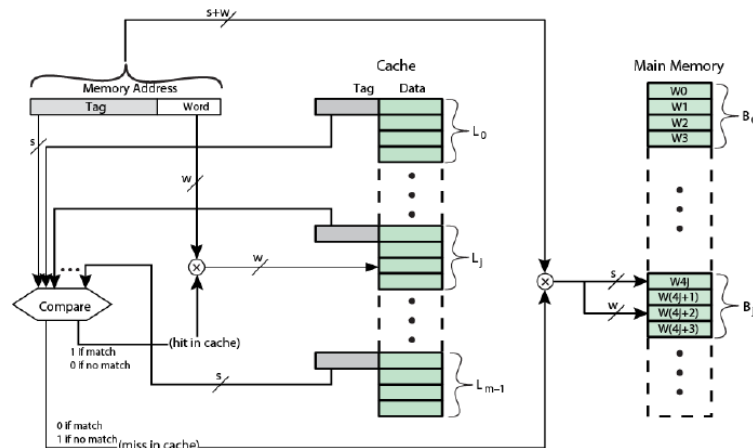 s+w
Cache
Main Memory
Memory Address
Tag Word
Tag Data
s
w
L0
W0
W1
W2
W3
B0
Lj
w
Compare
1 if match
0 if no match
(hit in cache)
s
Lm–1
s
w
W4j
W(4j+1)
W(4j+2)
W(4j+3)
Bj
0 if match
1 if no match
(miss in cache)